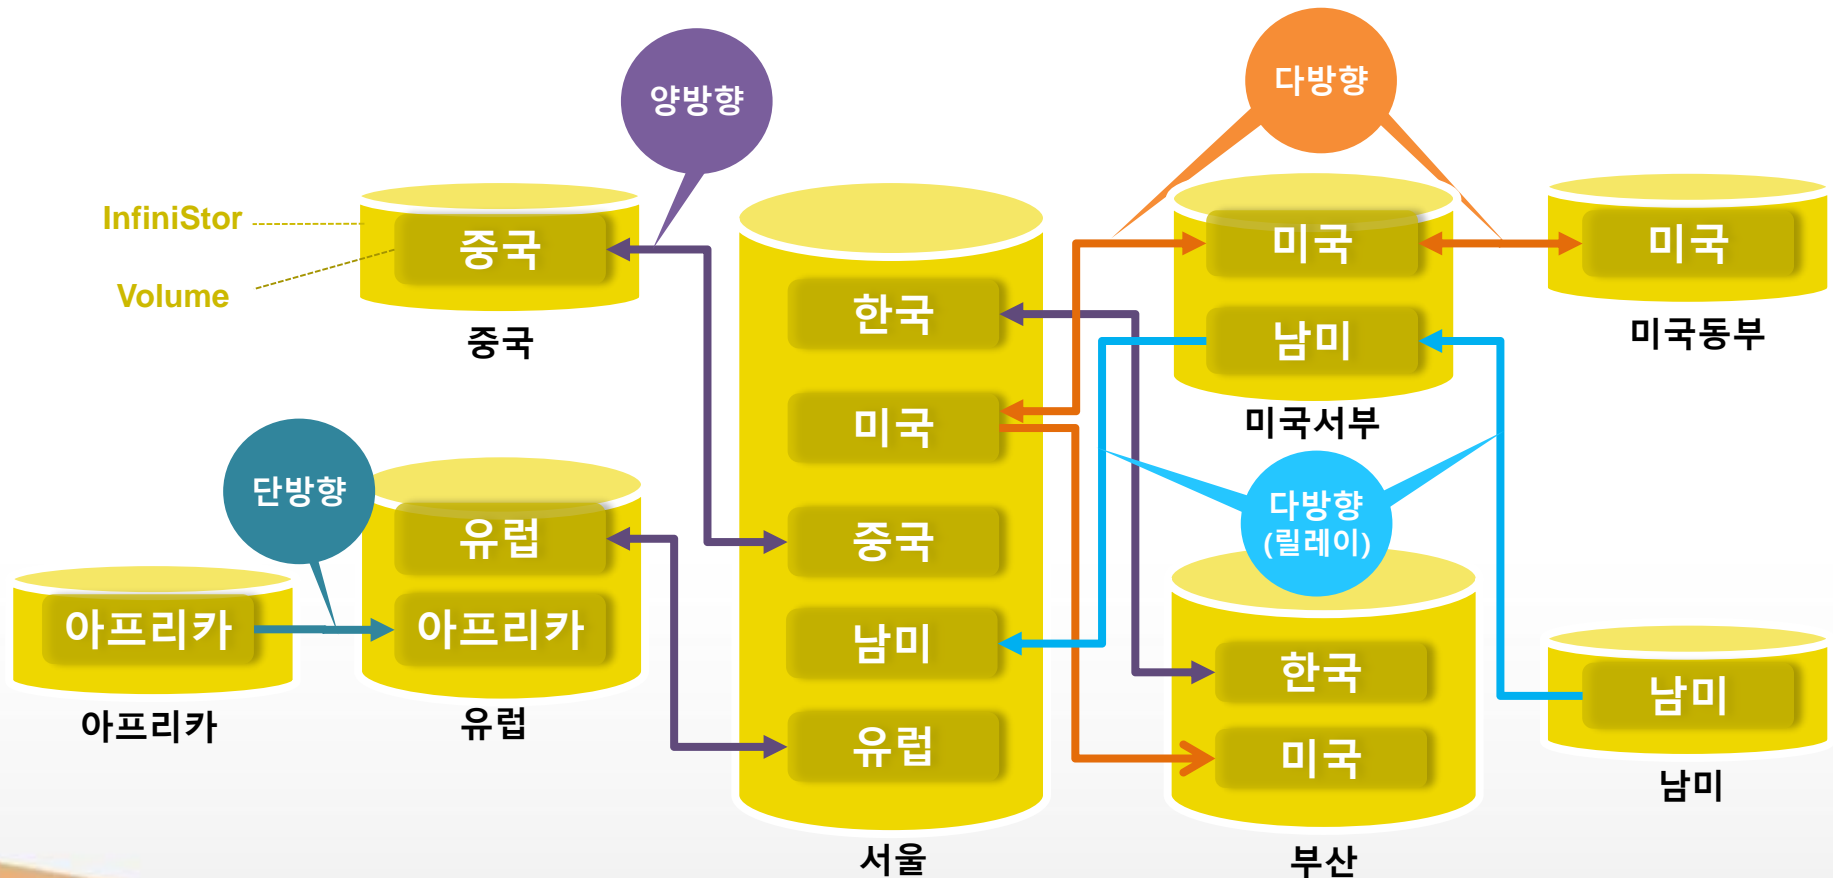 양방향
다방향
InfiniStor
중국
Volume
중국
한국
미국
중국
남미
유럽
서울
미국
남미
미국서부
미국
미국동부
단방향
유럽
아프리카
유럽
아프리카
아프리카
다방향
(릴레이)
한국
미국
부산
남미
남미